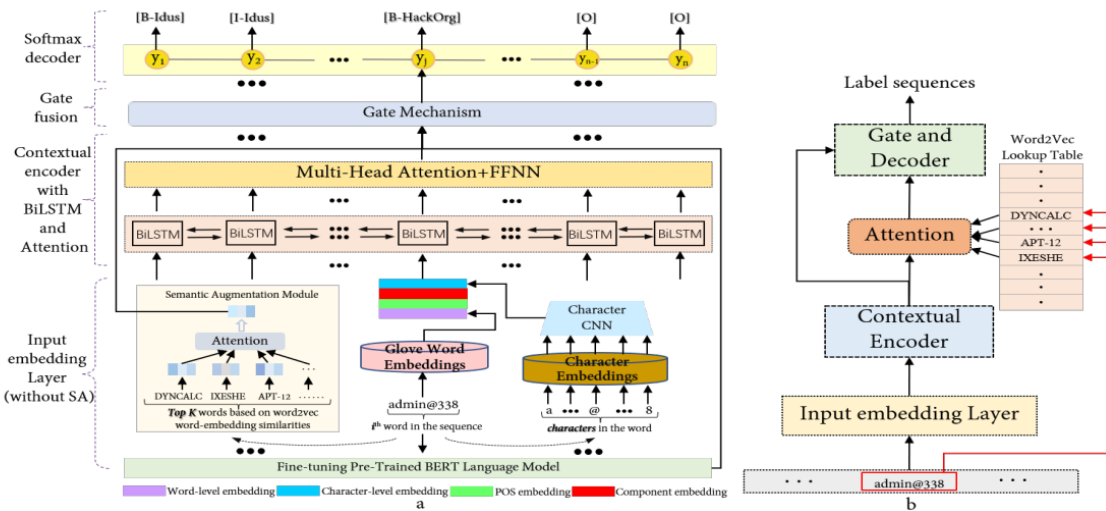 [B-Idus] [I-Idus] [B-HackOrg] [O] [O]
Softmax
decoder
y1 y2 ••• yj ••• yn-1 yn
•••
•••
Gate
fusion
Gate Mechanism
•••
•••
Contextual
encoder
with
BiLSTM
and
Attention
Multi-Head Attention+FFNN
•••
•••
BiLSTM BiLSTM ••• BiLSTM ••• BiLSTM BiLSTM
•••
•••
Input
embedding
Layer
(without SA)
Semantic Augmentation Module
Attention
DYNCALC IXESHE APT-12 ......
Top K words based on word2vec
word-embedding similarities
Glove Word
Embeddings
admin@338
ith word in the sequence
Character
CNN
Character
Embeddings
a ••• @ ••• 8
characters in the word
•••
•••
Fine-tuning Pre-Trained BERT Language Model
Word-level embedding Character-level embedding POS embedding Component embedding
a
Label sequences
Gate and
Decoder
Word2Vec
Lookup Table
DYNCALC
•••
APT-12
IXESHE
Attention
Contextual
Encoder
Input embedding Layer
• • • admin@338 • • •
b